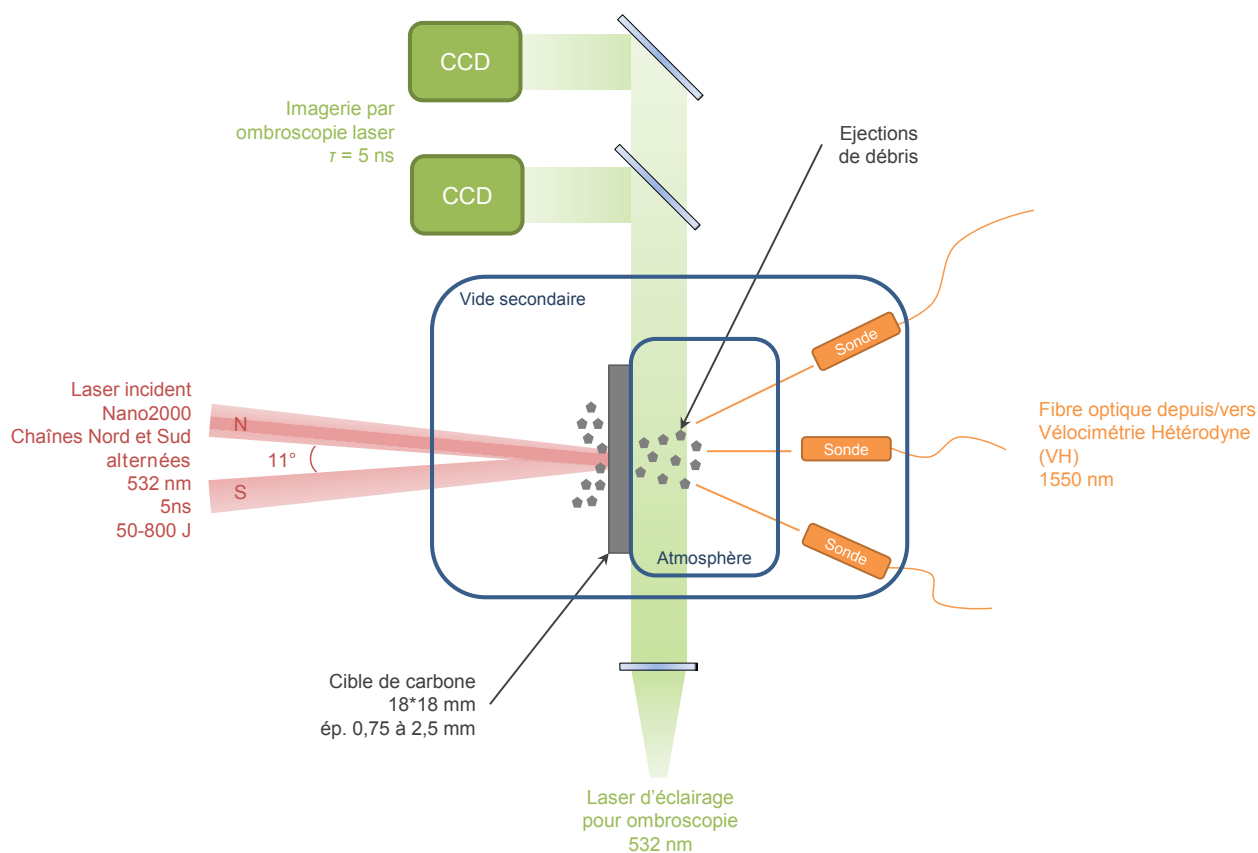 CCD
Imagerie par
ombroscopie laser
τ = 5 ns
CCD
Ejections
de débris
Vide secondaire
Sonde
Laser incident
Nano2000
Chaînes Nord et Sud
alternées
532 nm
5ns
50-800 J
N
11°
S
Sonde
Fibre optique depuis/vers
Vélocimétrie Hétérodyne
(VH)
1550 nm
Sonde
Atmosphère
Cible de carbone
18*18 mm
ép. 0,75 à 2,5 mm
Laser d’éclairage
pour ombroscopie
532 nm